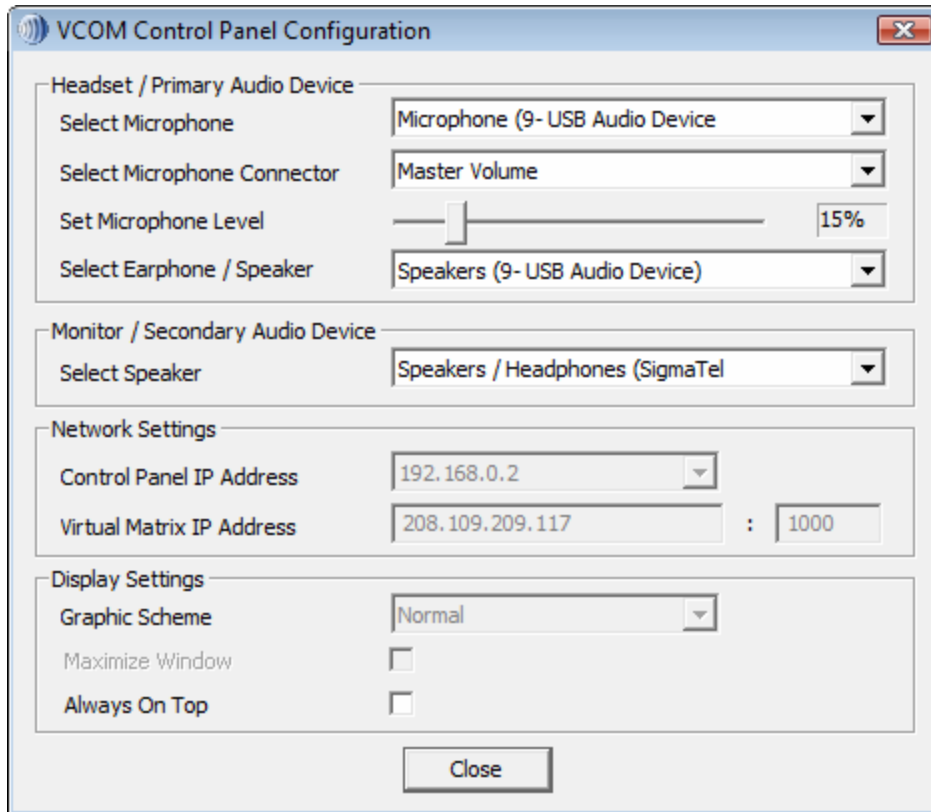 VCOM Control Panel Configuration
Headset / Primary Audio Device
Select Microphone Microphone (9- USB Audio Device
Select Microphone Connector Master Volume
Set Microphone Level 15%
Select Earphone / Speaker Speakers (9- USB Audio Device)
Monitor / Secondary Audio Device
Select Speaker Speakers / Headphones (SigmaTel
Network Settings
Control Panel IP Address 192.168.0.2
Virtual Matrix IP Address 208.109.209.117 : 1000
Display Settings
Graphic Scheme Normal
Maximize Window
Always On Top
Close